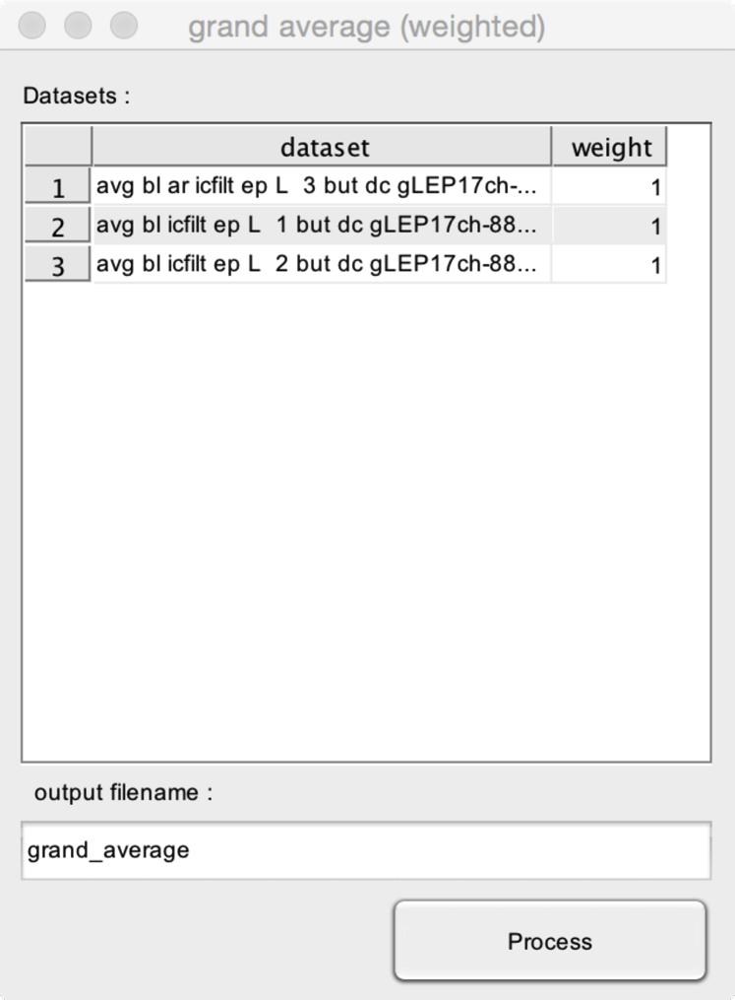 grand average (weighted)
Datasets :
dataset weight
1 avg bl ar icfilt ep L  3 but dc gLEP17ch-... 1
2 avg bl icfilt ep L  1 but dc gLEP17ch-88... 1
3 avg bl icfilt ep L  2 but dc gLEP17ch-88... 1
output filename :
grand_average
Process